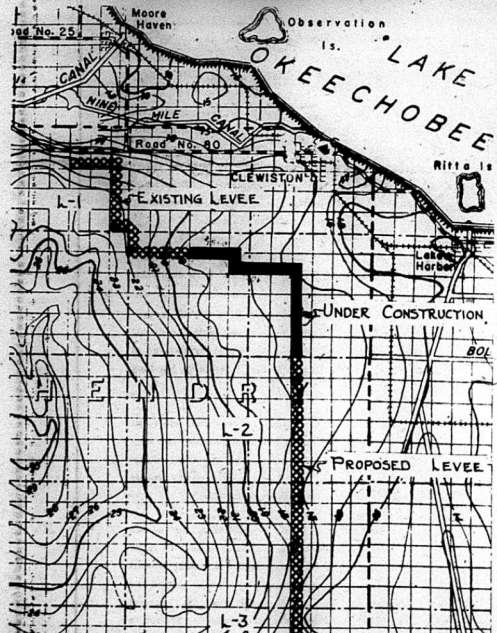 Moore
Haven
Observation
Is.
LAKE
OKEECHOBEE
Road No. 25
CANAL
NINE MILE CANAL
Road No. 80
Ritta Is
CLEWISTON
L-1
EXISTING LEVEE
Lake
Harbor
UNDER CONSTRUCTION
BOL
HENDR
L-2
PROPOSED LEVEE
L-3